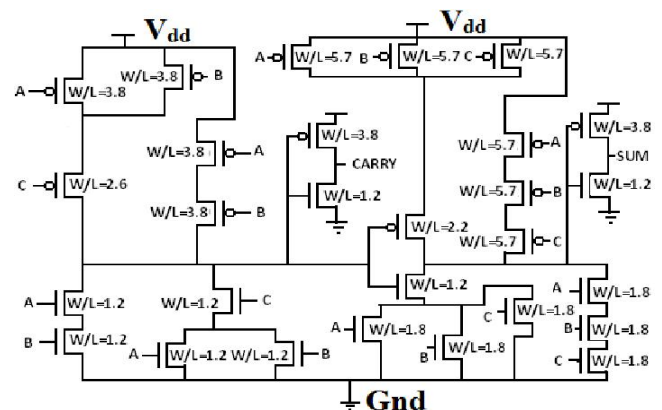 Vdd
Vdd
A W/L=3.8
W/L=3.8 B
A W/L=5.7 B W/L=5.7 C W/L=5.7
C W/L=2.6
W/L=3.8 A
W/L=3.8 B
W/L=3.8
CARRY
W/L=1.2
W/L=5.7 A
W/L=5.7 B
W/L=5.7 C
W/L=3.8
SUM
W/L=1.2
W/L=2.2
W/L=1.2
A W/L=1.2
B W/L=1.2
W/L=1.2 C
A W/L=1.2 W/L=1.2 B
A W/L=1.8
B W/L=1.8
C W/L=1.8
A W/L=1.8
B W/L=1.8
C W/L=1.8
Gnd